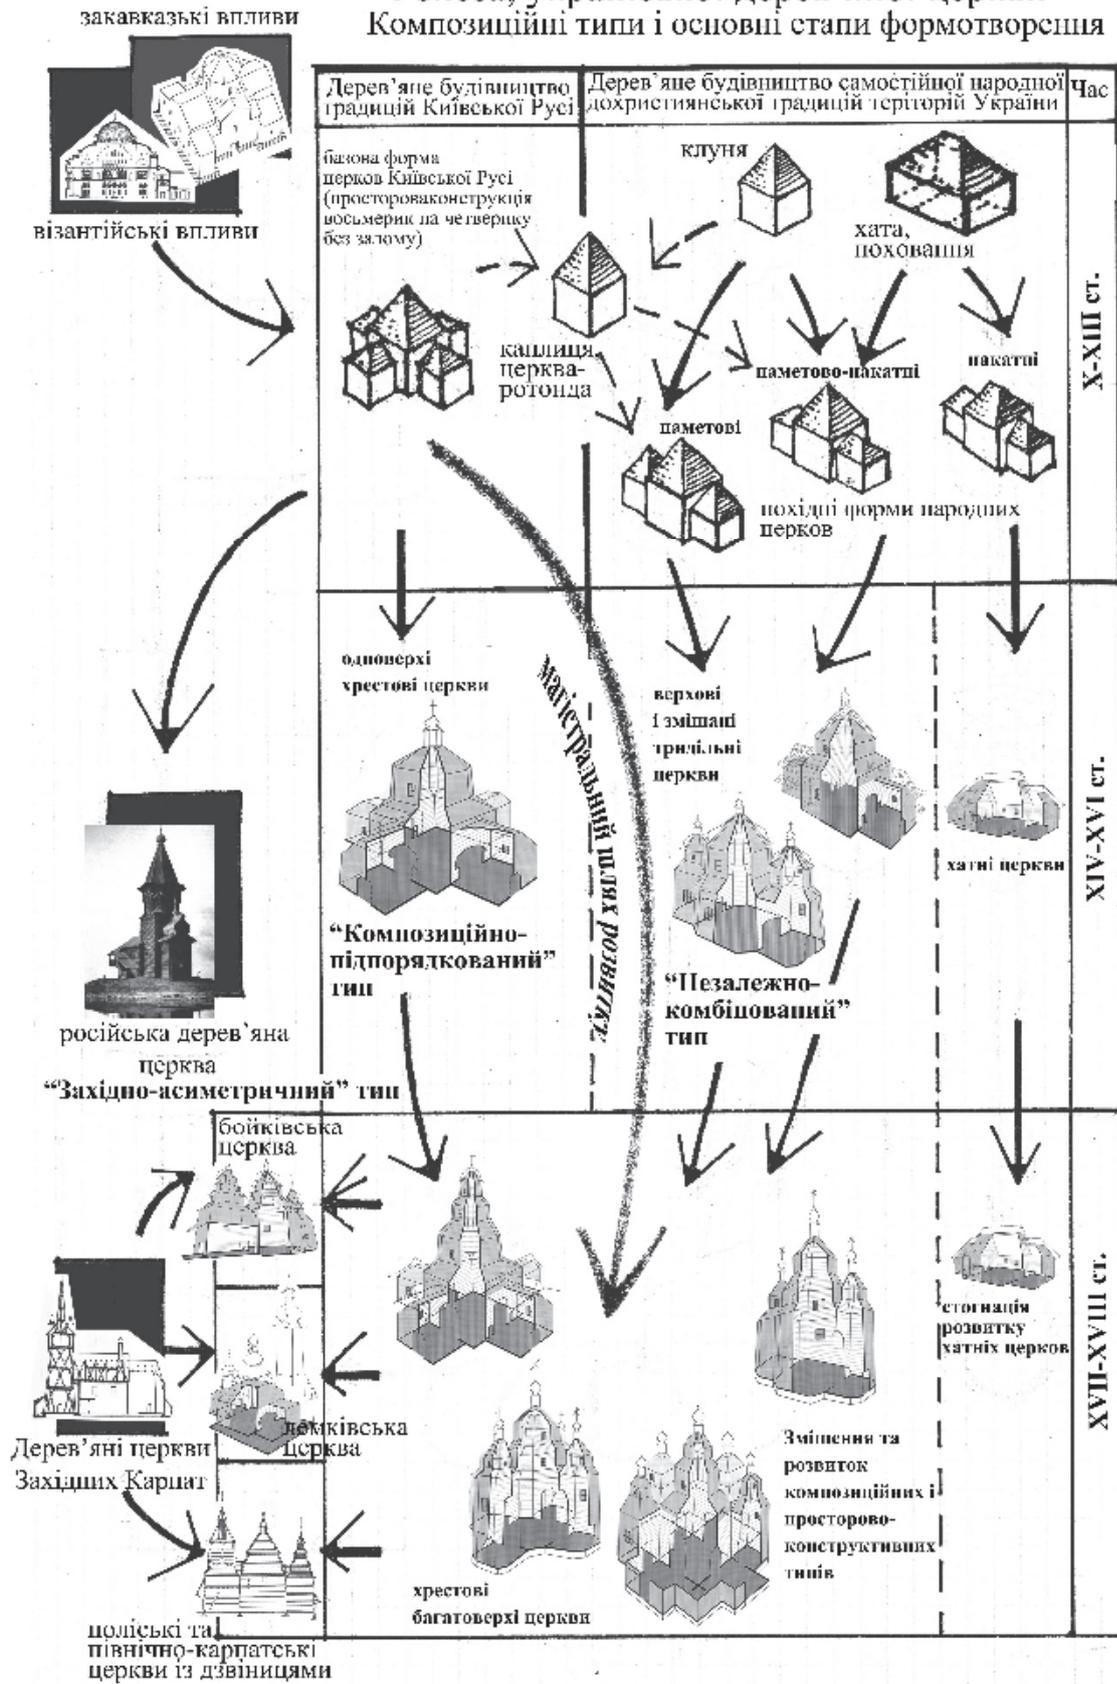 закавказькі впливи
Композиційні типи і основні етапи формотворення
Дерев’яне будівництво
традицій Київської Русі
Дерев’яне будівництво самостійної народної
дохристиянської традицій теріторій України
Час
візантійські впливи
базова форма
церков Київської Русі
(простороваконструкція
восьмерик на четверику
без залому)
клуня
хата,
поховання
каплиця,
церква-
ротонда
наметові
наметово-накатні
накатні
похідні форми народних
церков
X-XIII ст.
одноверхі
хрестові церкви
магістральний шлях розвитку
верхові
і змішані
тридільні
церкви
хатні церкви
“Композиційно-
підпорядкований”
тип
“Незалежно-
комбінований”
тип
XIV-XVI ст.
російська дерев’яна
церква
“Західно-асиметричний” тип
бойківська
церква
лемківська
церква
Дерев’яні церкви
Західних Карпат
поліські та
північно-карпатські
церкви із дзвіницями
хрестові
багатоверхі церкви
Змішення та
розвиток
композиційних і
просторово-
конструктивних
типів
стогнація
розвитку
хатніх церков
XVII-XVIII ст.